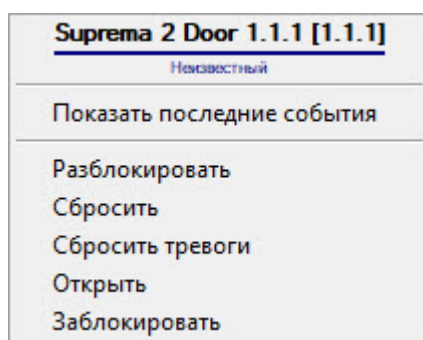 Suprema 2 Door 1.1.1 [1.1.1]
Неизвестный
Показать последние события
Разблокировать
Сбросить
Сбросить тревоги
Открыть
Заблокировать